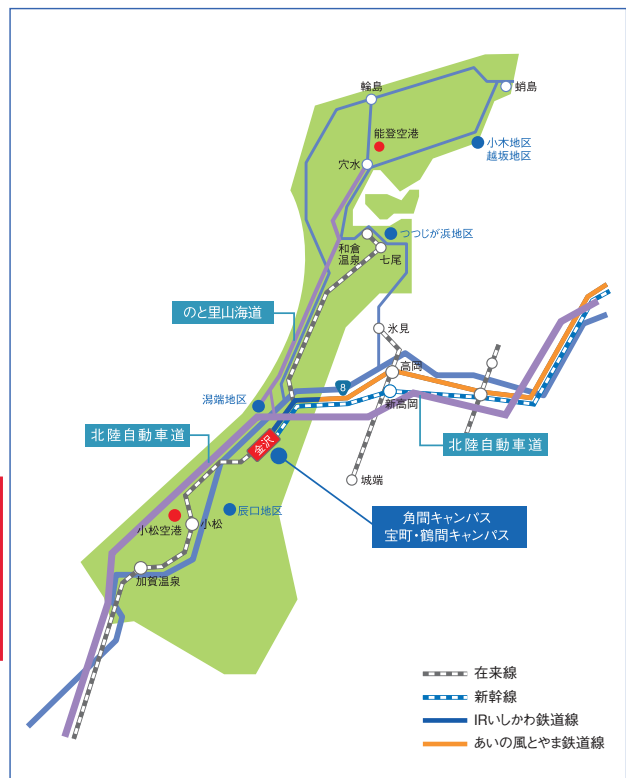 輪島
蛸島
能登空港
小木地区
越坂地区
穴水
つつじが浜地区
和倉
温泉
七尾
のと里山海道
氷見
高岡
8
新高岡
潟端地区
北陸自動車道
北陸自動車道
金沢
城端
辰口地区
角間キャンパス
宝町・鶴間キャンパス
小松空港
小松
加賀温泉
在来線
新幹線
IRいしかわ鉄道線
あいの風とやま鉄道線